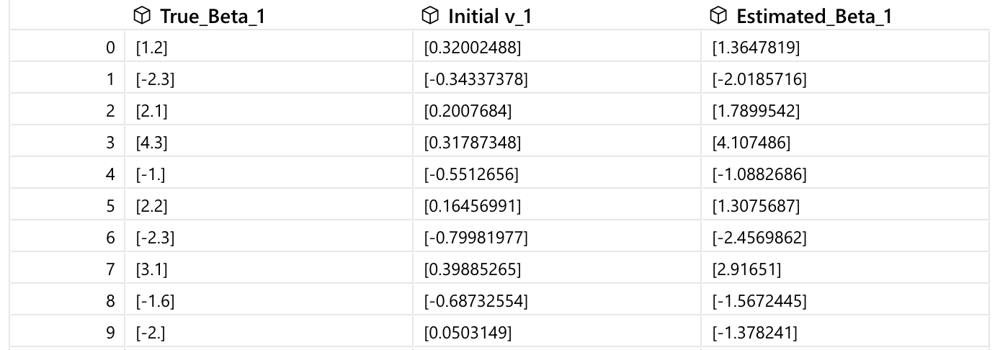 True_Beta_1 Initial v_1 Estimated_Beta_1
0 [1.2] [0.32002488] [1.3647819]
1 [-2.3] [-0.34337378] [-2.0185716]
2 [2.1] [0.2007684] [1.7899542]
3 [4.3] [0.31787348] [4.107486]
4 [-1.] [-0.5512656] [-1.0882686]
5 [2.2] [0.16456991] [1.3075687]
6 [-2.3] [-0.79981977] [-2.4569862]
7 [3.1] [0.39885265] [2.91651]
8 [-1.6] [-0.68732554] [-1.5672445]
9 [-2.] [0.0503149] [-1.378241]